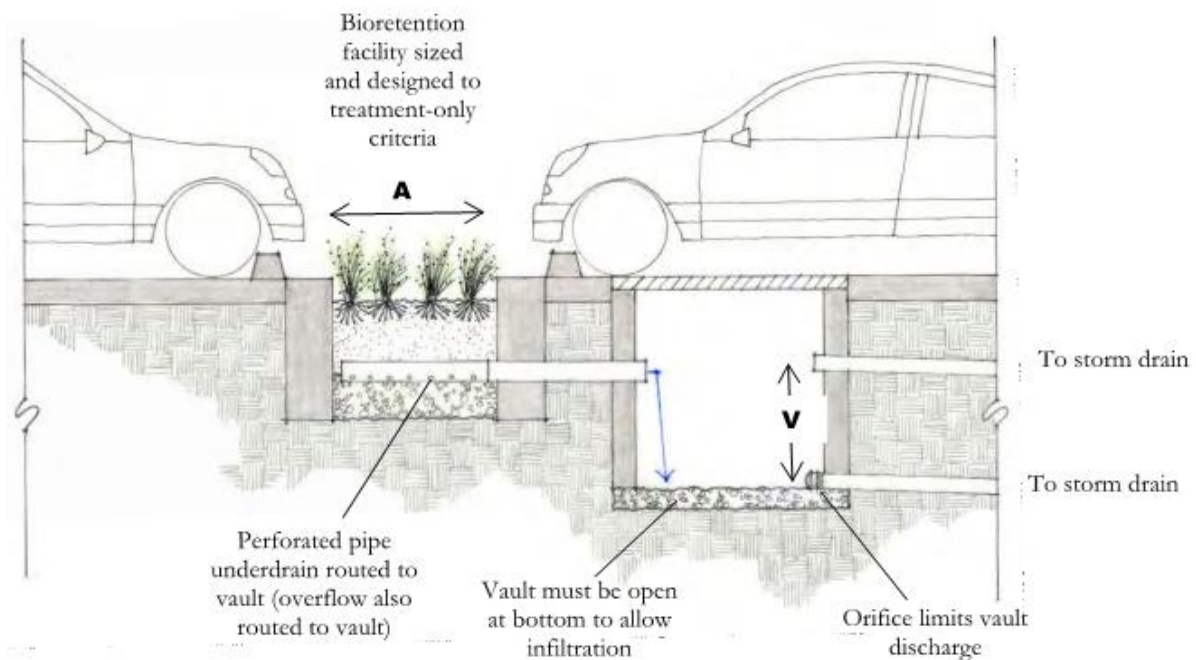 Bioretention
facility sized
and designed to
treatment-only
criteria
A
To storm drain
V
To storm drain
Perforated pipe
underdrain routed to
vault (overflow also
routed to vault)
Vault must be open
at bottom to allow
infiltration
Orifice limits vault
discharge